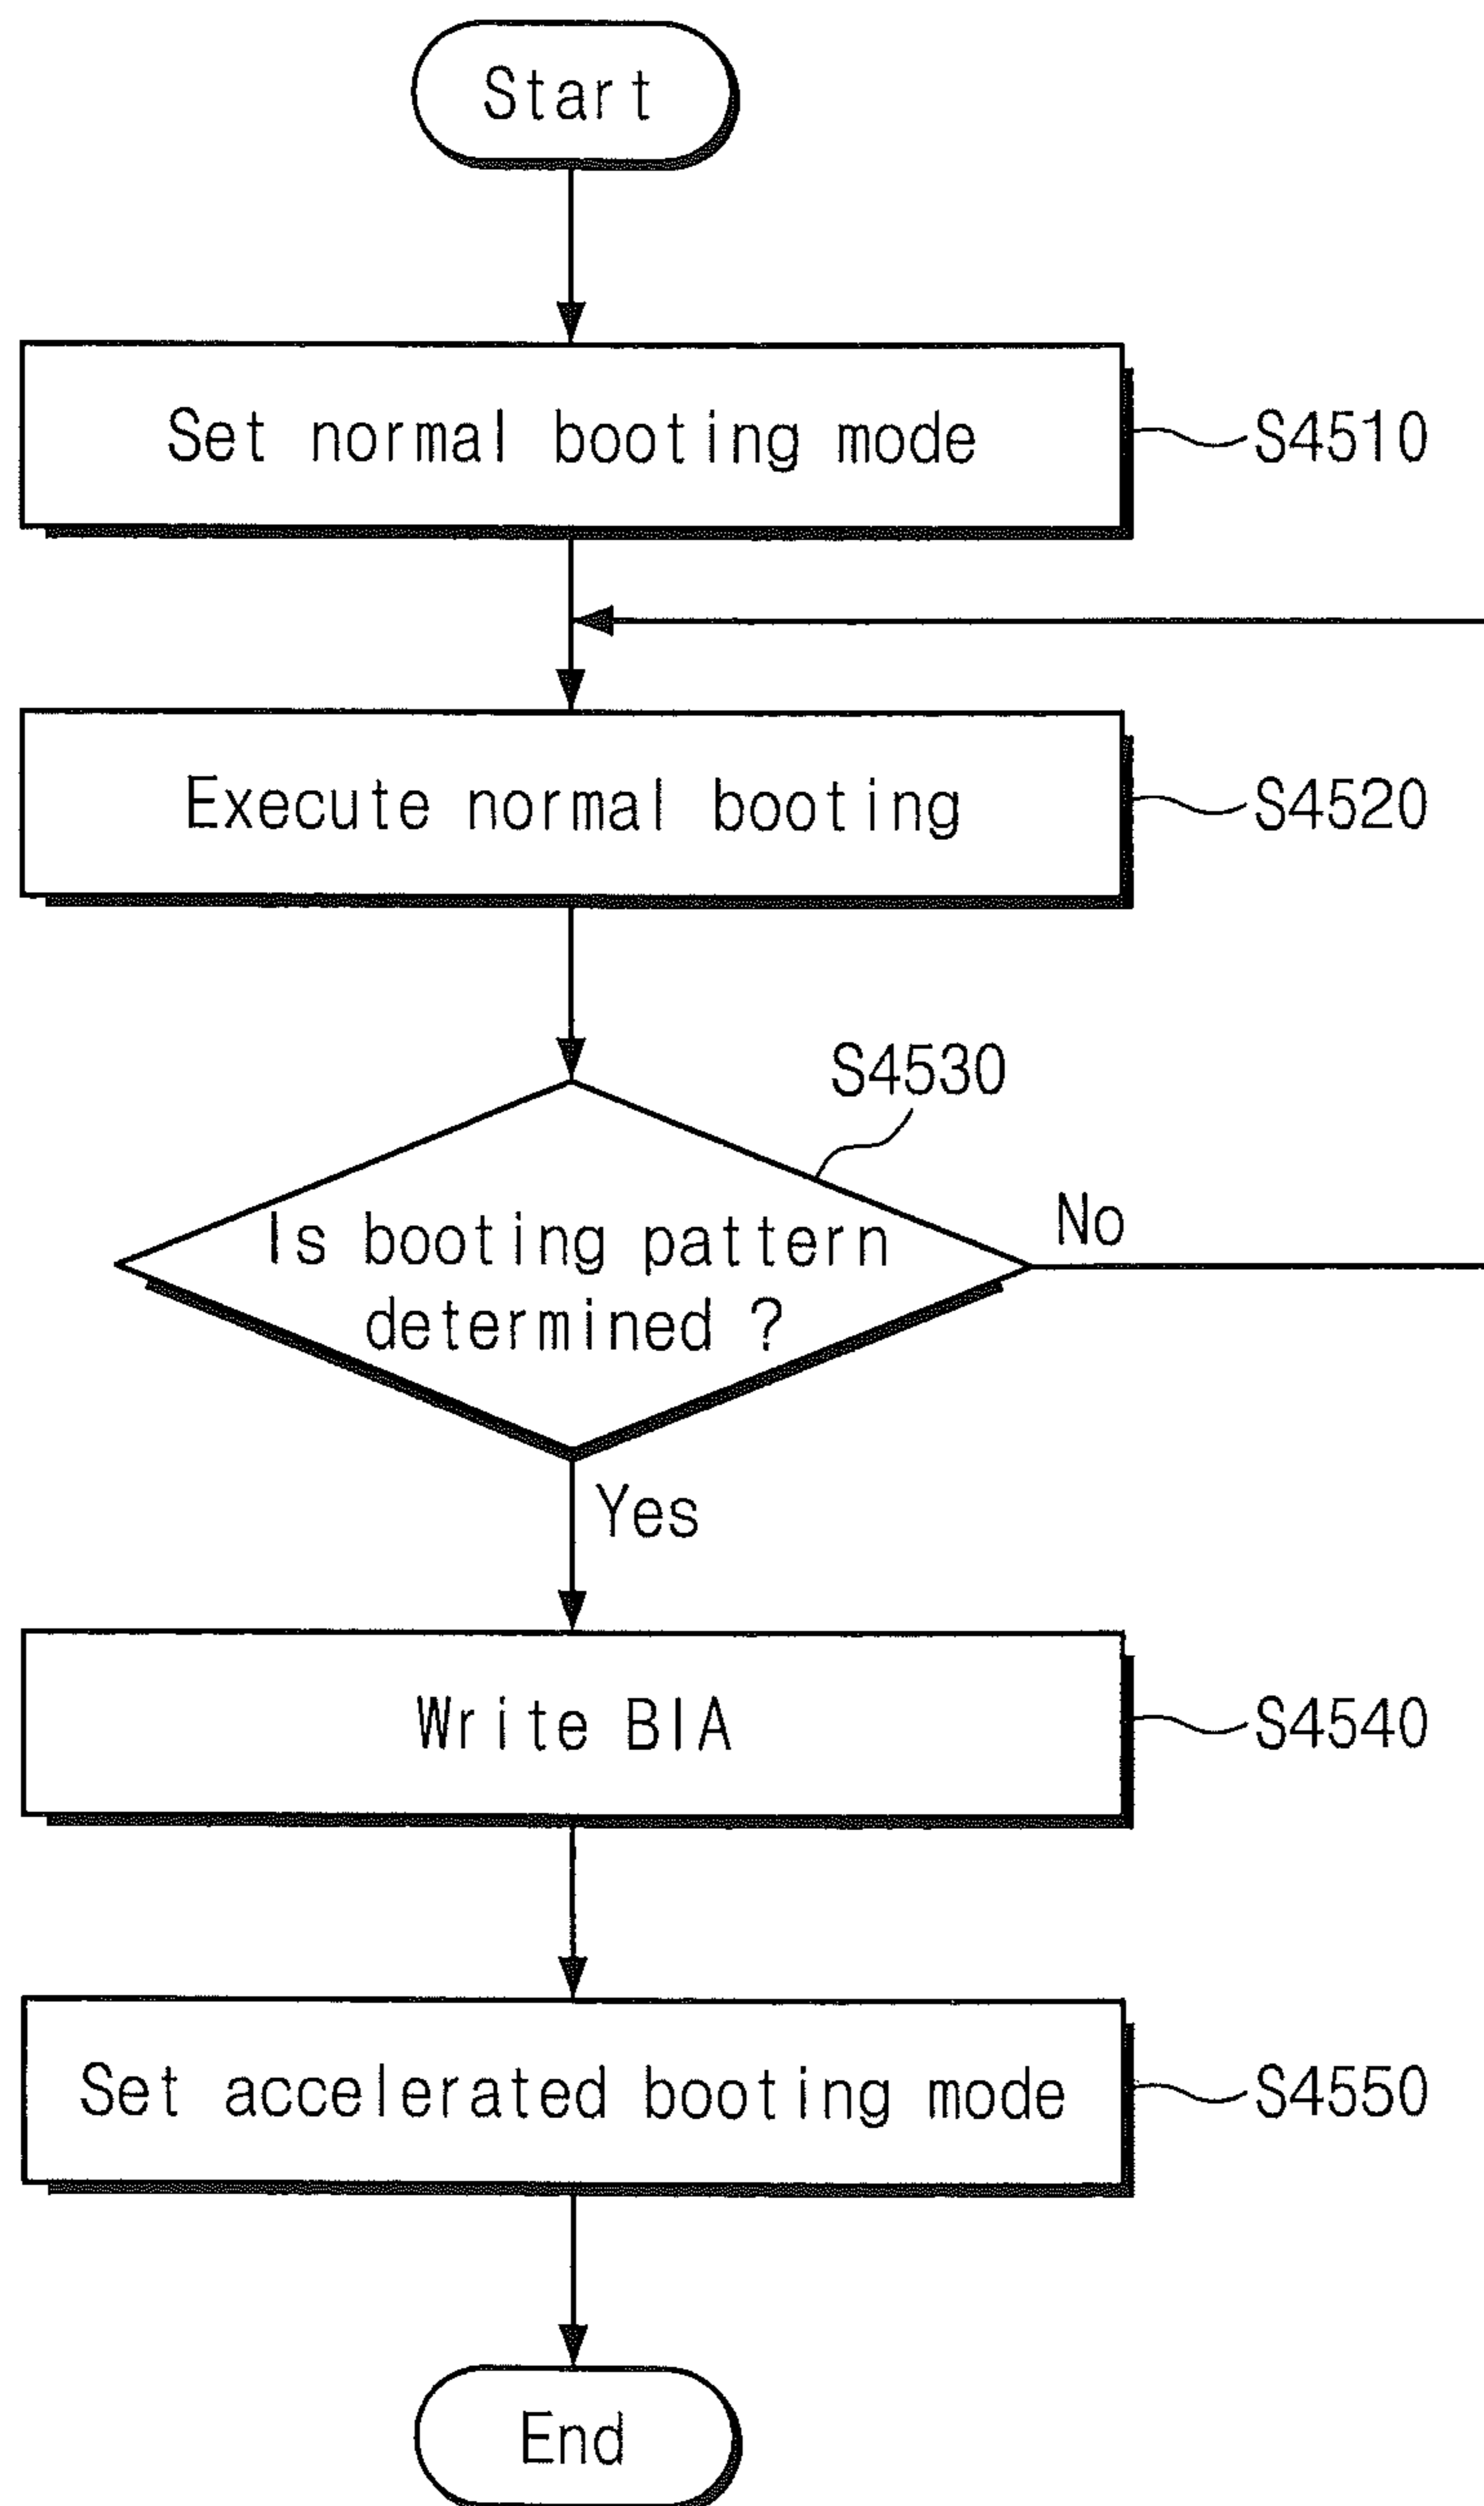 Start
Set normal booting mode
S4510
Execute normal booting
S4520
S4530
Is booting pattern
determined ?
No
Yes
Write BIA
S4540
Set accelerated booting mode
S4550
End